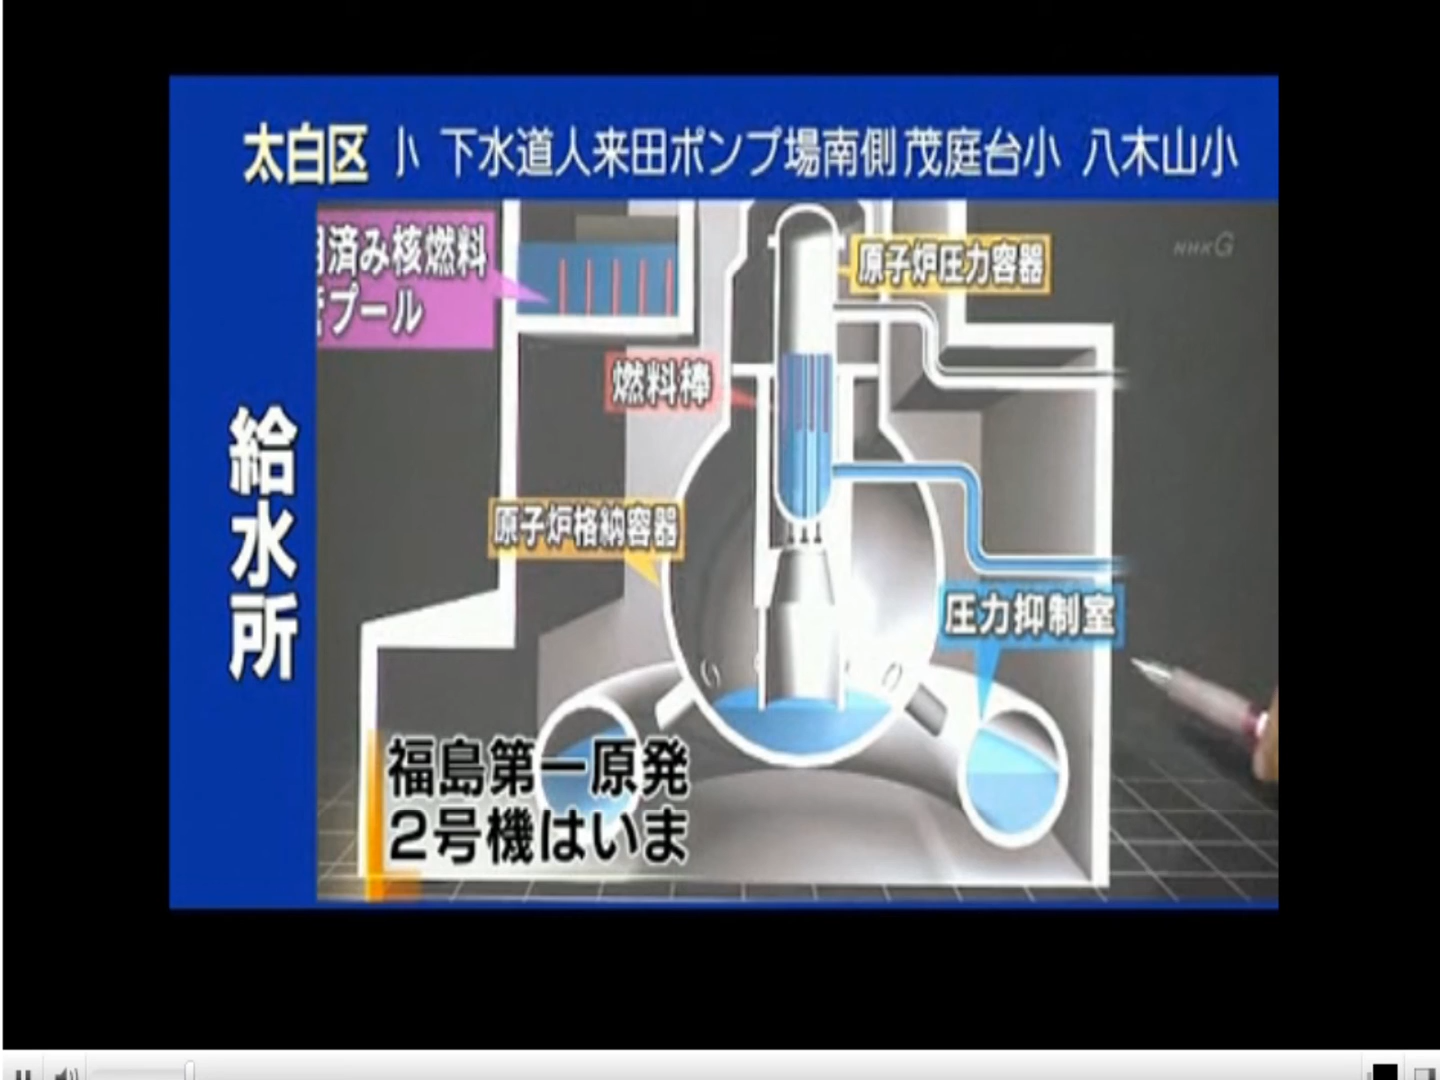 太白区 小 下水道人来田ポンプ場南側 茂庭台小 八木山小
NHK G
済み核燃料
プール
原子炉圧力容器
燃料棒
原子炉格納容器
圧力抑制室
給水所
福島第一原発
2号機はいま